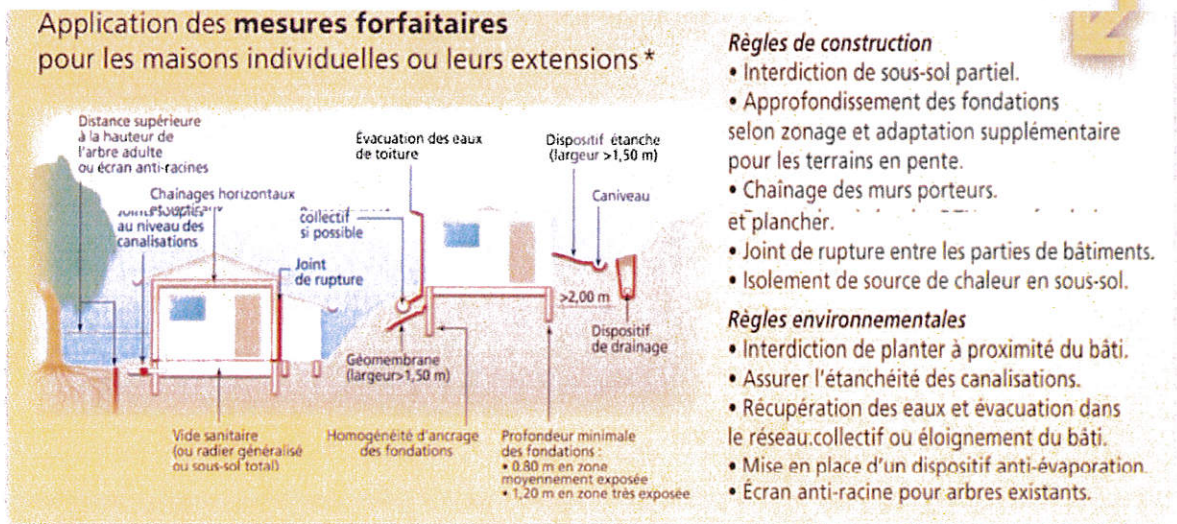 Application des mesures forfaitaires
pour les maisons individuelles ou leurs extensions *
Distance supérieure
à la hauteur de
l'arbre adulte
ou écran anti-racines
Chaînages horizontaux
et verticaux
Joints souples
au niveau des
canalisations
Évacuation des eaux
de toiture
collectif
si possible
Joint
de rupture
Dispositif étanche
(largeur >1,50 m)
Caniveau
>2,00 m
Dispositif
de drainage
Géomembrane
(largeur>1,50 m)
Vide sanitaire
(ou radier généralisé
ou sous-sol total)
Homogénéité d'ancrage
des fondations
Profondeur minimale
des fondations :
• 0.80 m en zone
moyennement exposée
• 1,20 m en zone très exposée
Règles de construction
• Interdiction de sous-sol partiel.
• Approfondissement des fondations
selon zonage et adaptation supplémentaire
pour les terrains en pente.
• Chaînage des murs porteurs.
et plancher.
• Joint de rupture entre les parties de bâtiments.
• Isolement de source de chaleur en sous-sol.
Règles environnementales
• Interdiction de planter à proximité du bâti.
• Assurer l'étanchéité des canalisations.
• Récupération des eaux et évacuation dans
le réseau collectif ou éloignement du bâti.
• Mise en place d'un dispositif anti-évaporation.
• Écran anti-racine pour arbres existants.